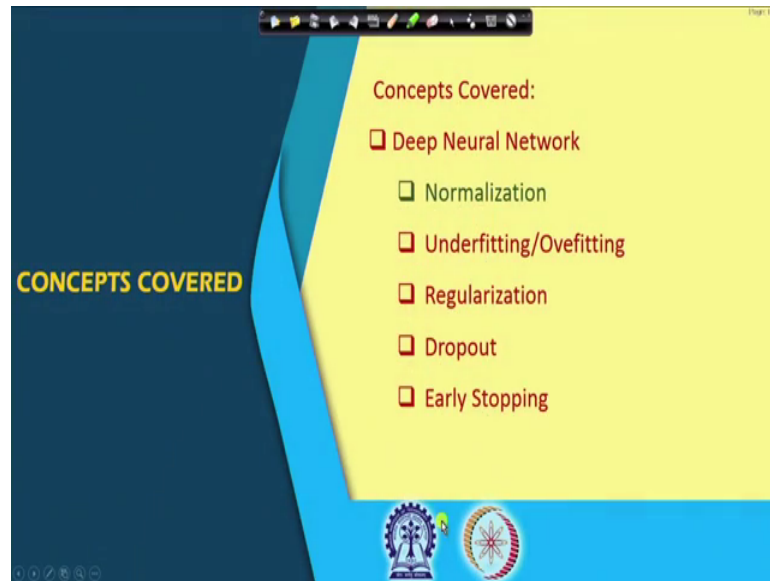 CONCEPTS COVERED
Concepts Covered:
Deep Neural Network
Normalization
Underfitting/Ovefitting
Regularization
Dropout
Early Stopping